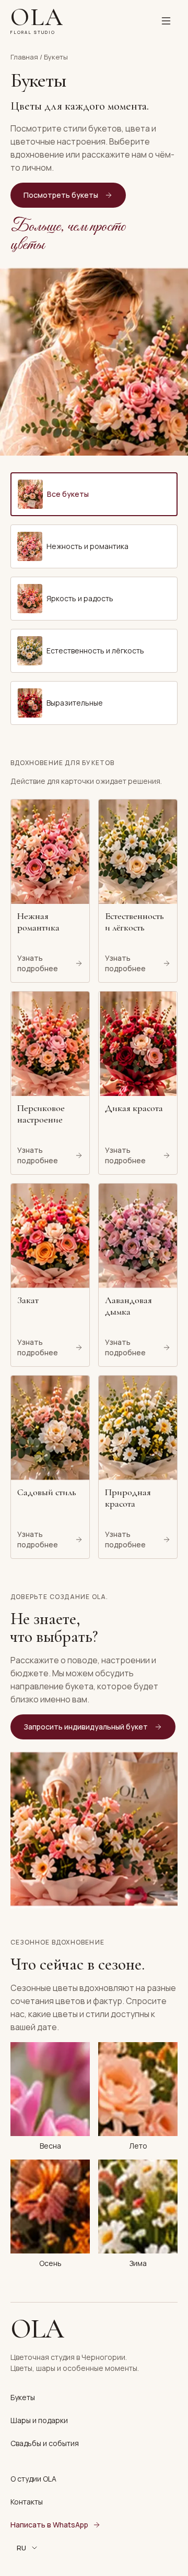 OLA
FLORAL STUDIO
Главная / Букеты
Букеты
Цветы для каждого момента.
Посмотрите стили букетов, цвета и
цветочные настроения. Выберите
вдохновение или расскажите нам о чём-
то личном.
Посмотреть букеты →
Больше, чем просто
цветы
Все букеты
Нежность и романтика
Яркость и радость
Естественность и лёгкость
Выразительные
ВДОХНОВЕНИЕ ДЛЯ БУКЕТОВ
Действие для карточки ожидает решения.
Нежная
романтика
Узнать
подробнее →
Естественность
и лёгкость
Узнать
подробнее →
Персиковое
настроение
Узнать
подробнее →
Дикая красота
Узнать
подробнее →
Закат
Узнать
подробнее →
Лавандовая
дымка
Узнать
подробнее →
Садовый стиль
Узнать
подробнее →
Природная
красота
Узнать
подробнее →
ДОВЕРЬТЕ СОЗДАНИЕ OLA.
Не знаете,
что выбрать?
Расскажите о поводе, настроении и
бюджете. Мы можем обсудить
направление букета, которое будет
близко именно вам.
Запросить индивидуальный букет →
OLA
СЕЗОННОЕ ВДОХНОВЕНИЕ
Что сейчас в сезоне.
Сезонные цветы вдохновляют на разные
сочетания цветов и фактур. Спросите
нас, какие цвета и стили доступны к
вашей дате.
Весна
Лето
Осень
Зима
OLA
Цветочная студия в Черногории.
Цветы, шары и особенные моменты.
Букеты
Шары и подарки
Свадьбы и события
О студии OLA
Контакты
Написать в WhatsApp →
RU